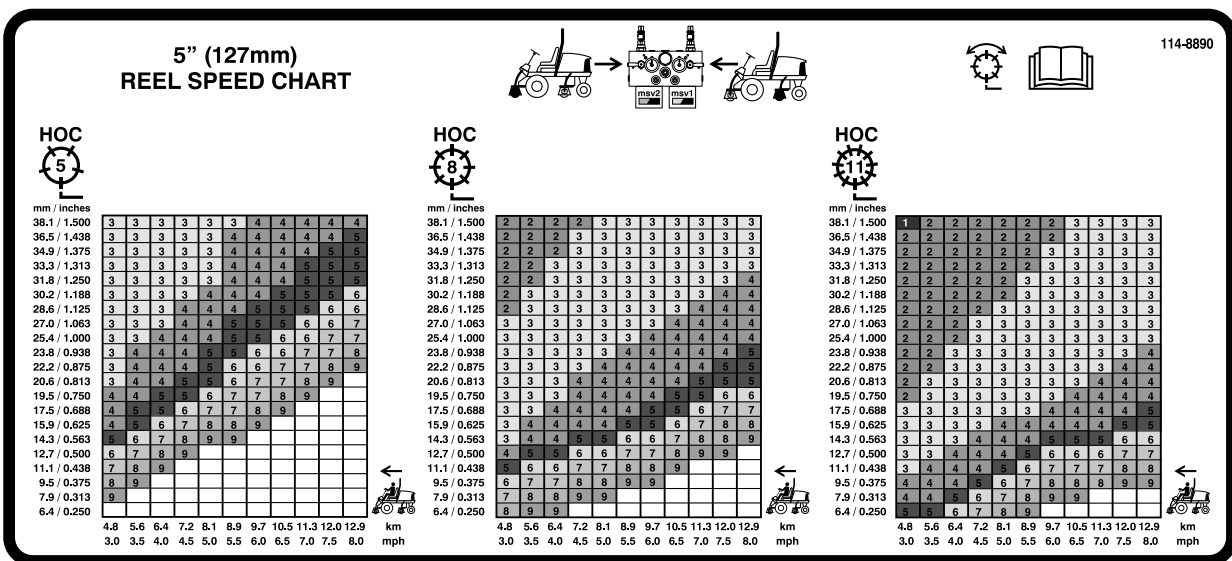 5” (127mm)
REEL SPEED CHART
msv2 msv1
114-8890
HOC
5
mm / inches
38.1 / 1.500 3 3 3 3 3 3 4 4 4 4 4
36.5 / 1.438 3 3 3 3 3 4 4 4 4 4 5
34.9 / 1.375 3 3 3 3 3 4 4 4 4 5 5
33.3 / 1.313 3 3 3 3 3 4 4 4 5 5 5
31.8 / 1.250 3 3 3 3 3 4 4 4 5 5 5
30.2 / 1.188 3 3 3 3 4 4 4 5 5 5 6
28.6 / 1.125 3 3 3 4 4 4 5 5 5 6 6
27.0 / 1.063 3 3 3 4 4 5 5 5 6 6 7
25.4 / 1.000 3 3 4 4 4 5 5 6 6 7 7
23.8 / 0.938 3 4 4 4 5 5 6 6 7 7 8
22.2 / 0.875 3 4 4 4 5 6 6 7 7 8 9
20.6 / 0.813 3 4 4 5 5 6 7 7 8 9
19.5 / 0.750 4 4 5 5 6 7 7 8 9
17.5 / 0.688 4 5 5 6 7 7 8 9
15.9 / 0.625 4 5 6 7 7 8 9
14.3 / 0.563 5 6 7 8 9 9
12.7 / 0.500 6 7 8 9
11.1 / 0.438 7 8 9
9.5 / 0.375 8 9
7.9 / 0.313 9
6.4 / 0.250
4.8 5.6 6.4 7.2 8.1 8.9 9.7 10.5 11.3 12.0 12.9 km
3.0 3.5 4.0 4.5 5.0 5.5 6.0 6.5 7.0 7.5 8.0 mph
HOC
8
mm / inches
38.1 / 1.500 2 2 2 2 3 3 3 3 3 3 3
36.5 / 1.438 2 2 2 3 3 3 3 3 3 3 3
34.9 / 1.375 2 2 2 3 3 3 3 3 3 3 3
33.3 / 1.313 2 2 3 3 3 3 3 3 3 3 3
31.8 / 1.250 2 2 3 3 3 3 3 3 3 3 4
30.2 / 1.188 2 3 3 3 3 3 3 3 3 4 4
28.6 / 1.125 2 3 3 3 3 3 3 3 4 4 4
27.0 / 1.063 3 3 3 3 3 3 3 4 4 4 4
25.4 / 1.000 3 3 3 3 3 3 4 4 4 4 4
23.8 / 0.938 3 3 3 3 3 4 4 4 4 4 5
22.2 / 0.875 3 3 3 3 4 4 4 4 4 5 5
20.6 / 0.813 3 3 3 4 4 4 4 4 5 5 5
19.5 / 0.750 3 3 3 4 4 4 4 5 5 6 6
17.5 / 0.688 3 3 4 4 4 4 5 5 6 7 7
15.9 / 0.625 3 3 4 4 4 5 5 6 7 8 8
14.3 / 0.563 3 4 4 5 5 6 6 7 8 8 9
12.7 / 0.500 4 5 5 6 6 7 7 8 9 9
11.1 / 0.438 5 6 6 7 7 8 8 9
9.5 / 0.375 6 6 7 7 8 9 9
7.9 / 0.313 7 8 8 9 9
6.4 / 0.250 8 9 9
4.8 5.6 6.4 7.2 8.1 8.9 9.7 10.5 11.3 12.0 12.9 km
3.0 3.5 4.0 4.5 5.0 5.5 6.0 6.5 7.0 7.5 8.0 mph
HOC
11
mm / inches
38.1 / 1.500 1 2 2 2 2 2 2 3 3 3 3
36.5 / 1.438 2 2 2 2 2 2 2 3 3 3 3
34.9 / 1.375 2 2 2 2 2 2 3 3 3 3 3
33.3 / 1.313 2 2 2 2 2 2 3 3 3 3 3
31.8 / 1.250 2 2 2 2 2 3 3 3 3 3 3
30.2 / 1.188 2 2 2 2 2 3 3 3 3 3 3
28.6 / 1.125 2 2 2 2 3 3 3 3 3 3 3
27.0 / 1.063 2 2 2 3 3 3 3 3 3 3 3
25.4 / 1.000 2 2 2 3 3 3 3 3 3 3 3
23.8 / 0.938 2 2 3 3 3 3 3 3 3 3 4
22.2 / 0.875 2 2 3 3 3 3 3 3 3 4 4
20.6 / 0.813 2 3 3 3 3 3 3 3 4 4 4
19.5 / 0.750 2 3 3 3 3 3 3 4 4 4 4
17.5 / 0.688 3 3 3 3 3 3 4 4 4 4 5
15.9 / 0.625 3 3 3 3 3 4 4 4 4 5 5
14.3 / 0.563 3 3 3 4 4 4 5 5 5 6 6
12.7 / 0.500 3 3 4 4 4 5 6 6 6 7 7
11.1 / 0.438 3 4 4 4 5 6 6 7 7 8 8
9.5 / 0.375 4 4 4 5 6 7 7 8 8 9 9
7.9 / 0.313 4 4 5 6 7 8 9 9
6.4 / 0.250 5 5 6 7 8 9
4.8 5.6 6.4 7.2 8.1 8.9 9.7 10.5 11.3 12.0 12.9 km
3.0 3.5 4.0 4.5 5.0 5.5 6.0 6.5 7.0 7.5 8.0 mph